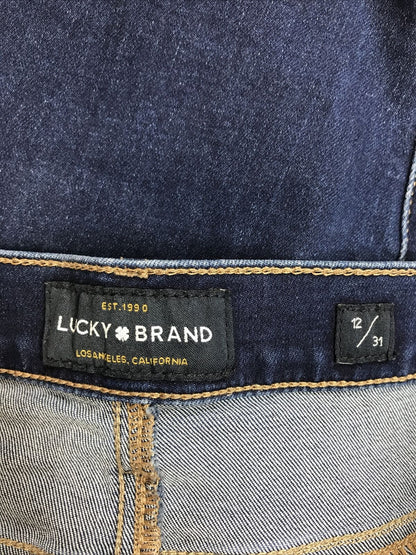 EST. 1990
LUCKY BRAND
LOS ANGELES, CALIFORNIA
12/31